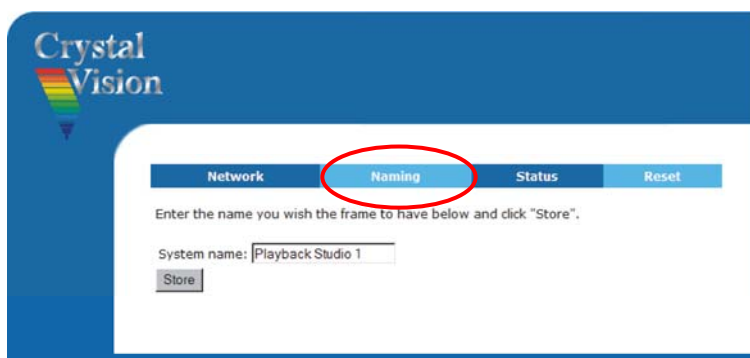 Crystal
Vision
Network Naming Status Reset
Enter the name you wish the frame to have below and click "Store".
System name: Playback Studio 1
Store